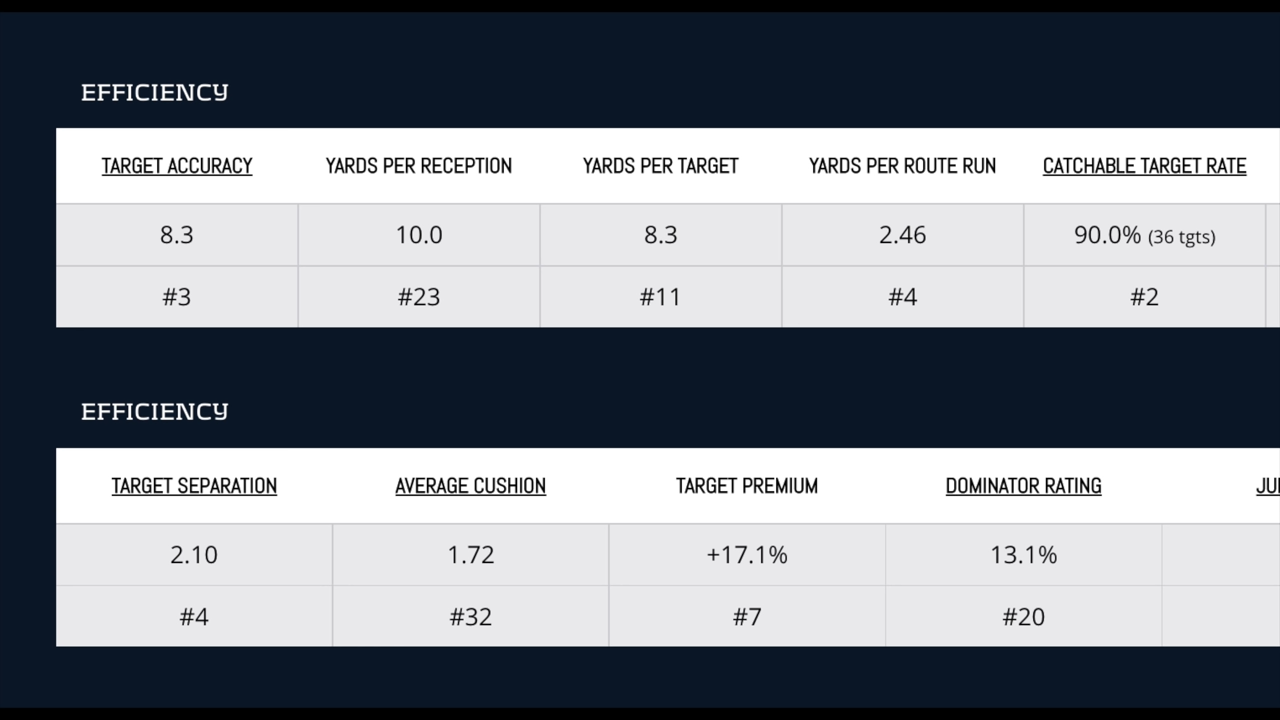 EFFICIENCY
TARGET ACCURACY YARDS PER RECEPTION YARDS PER TARGET YARDS PER ROUTE RUN CATCHABLE TARGET RATE
8.3 10.0 8.3 2.46 90.0% (36 tgts)
#3 #23 #11 #4 #2
EFFICIENCY
TARGET SEPARATION AVERAGE CUSHION TARGET PREMIUM DOMINATOR RATING
2.10 1.72 +17.1% 13.1%
#4 #32 #7 #20